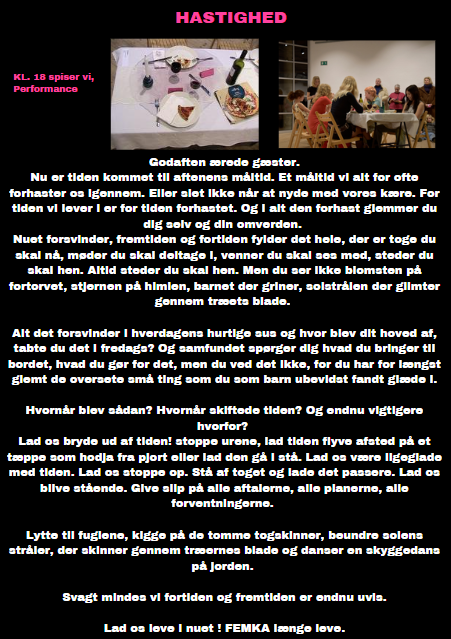 HASTIGHED
KL. 18 spiser vi,
Performance
Godaften ærede gæster.
Nu er tiden kommet til aftenens måltid. Et måltid vi alt for ofte
forhaster os igennem. Eller slet ikke når at nyde med vores kære. For
tiden vi lever i er for tiden forhastet. Og i alt den forhast glemmer du
dig selv og din omverden.
Nuet forsvinder, fremtiden og fortiden fylder det hele, der er toge du
skal nå, møder du skal deltage i, venner du skal ses med, steder du
skal hen. Altid steder du skal hen. Men du ser ikke blomsten på
fortorvet, stjernen på himlen, barnet der griner, solstrålen der glimter
gennem træets blade.
Alt det forsvinder i hverdagens hurtige sus og hvor blev dit hoved af,
tabte du det i fredags? Og samfundet spørger dig hvad du bringer til
bordet, hvad du gør for det, men du ved det ikke, for du har for længst
glemt de oversete små ting som du som barn ubevidst fandt glæde i.
Hvornår blev sådan? Hvornår skiftede tiden? Og endnu vigtigere
hvorfor?
Lad os bryde ud af tiden! stoppe urene, lad tiden flyve afsted på et
tæppe som hodja fra pjort eller lad den gå i stå. Lad os være ligeglade
med tiden. Lad os stoppe op. Stå af toget og lade det passere. Lad os
blive stående. Give slip på alle aftalerne, alle planerne, alle
forventningerne.
Lytte til fuglene, kigge på de tomme togskinner, beundre solens
stråler, der skinner gennem træernes blade og danser en skyggedans
på jorden.
Svagt mindes vi fortiden og fremtiden er endnu uvis.
Lad os leve i nuet ! FEMKA længe leve.